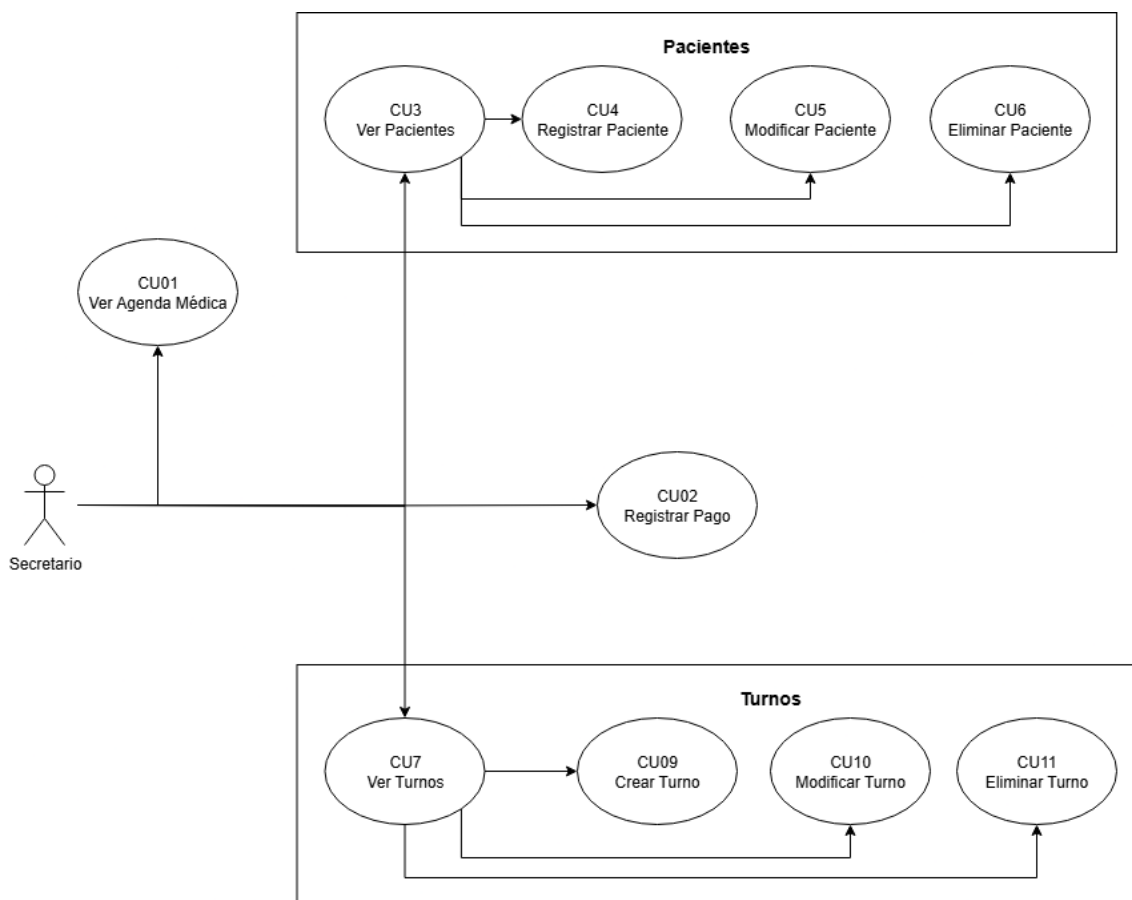 Pacientes
CU3
Ver Pacientes
CU4
Registrar Paciente
CU5
Modificar Paciente
CU6
Eliminar Paciente
CU01
Ver Agenda Médica
CU02
Registrar Pago
Secretario
Turnos
CU7
Ver Turnos
CU09
Crear Turno
CU10
Modificar Turno
CU11
Eliminar Turno